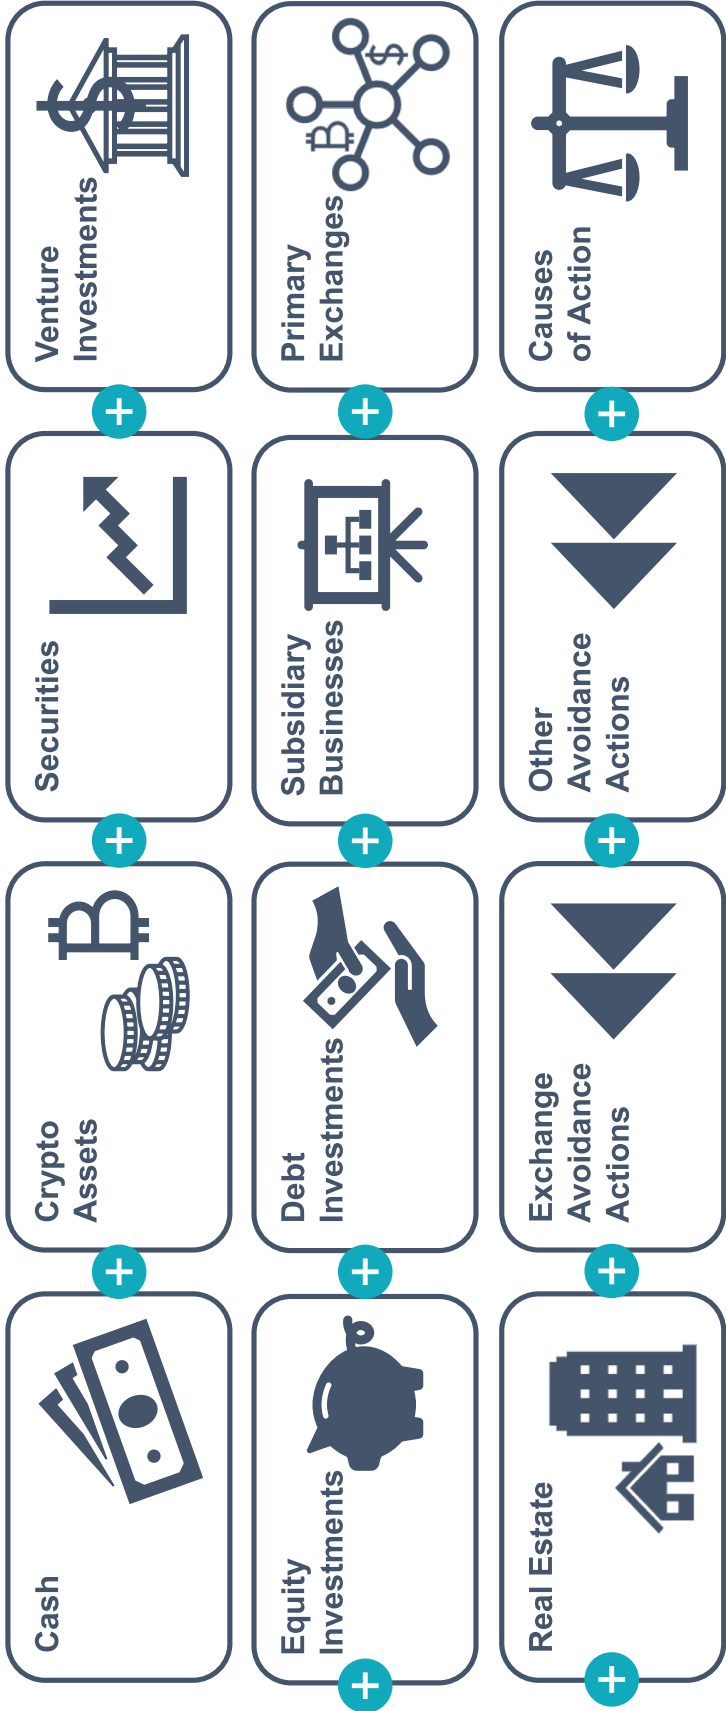 Cash
Crypto
Assets
Securities
Venture
Investments
Equity
Investments
Debt
Investments
Subsidiary
Businesses
Primary
Exchanges
Real Estate
Exchange
Avoidance
Actions
Other
Avoidance
Actions
Causes
of Action